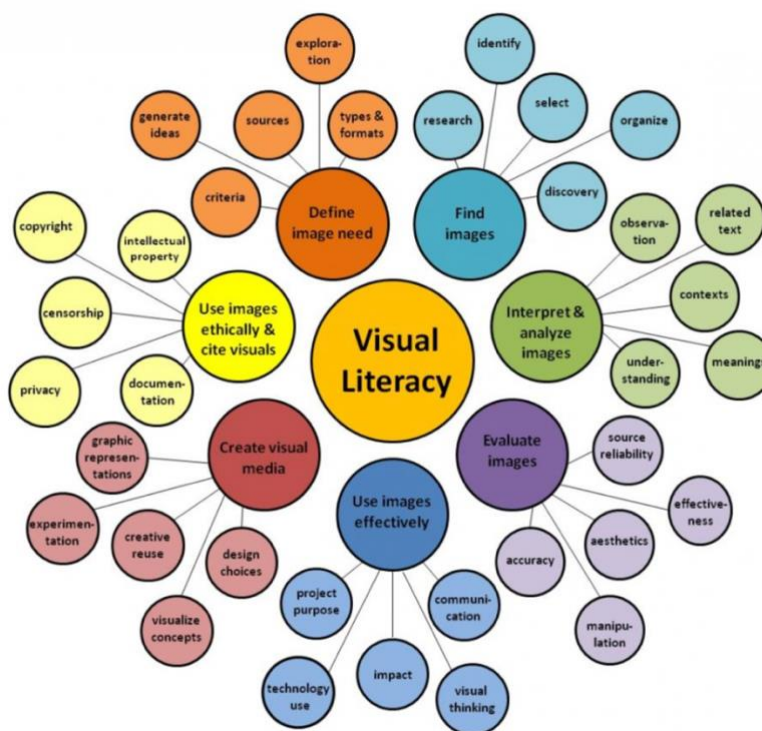 Visual
Literacy
Define
image need
explora-
tion
generate
ideas
sources
types &
formats
criteria
Find
images
identify
research
select
organize
discovery
Interpret &
analyze
images
observa-
tion
related
text
contexts
meanings
under-
standing
Evaluate
images
source
reliability
effective-
ness
aesthetics
accuracy
manipu-
lation
Use images
effectively
project
purpose
communi-
cation
technology
use
impact
visual
thinking
Create visual
media
graphic
represen-
tations
experimen-
tation
creative
reuse
design
choices
visualize
concepts
Use images
ethically &
cite visuals
copyright
intellectual
property
censorship
privacy
documen-
tation